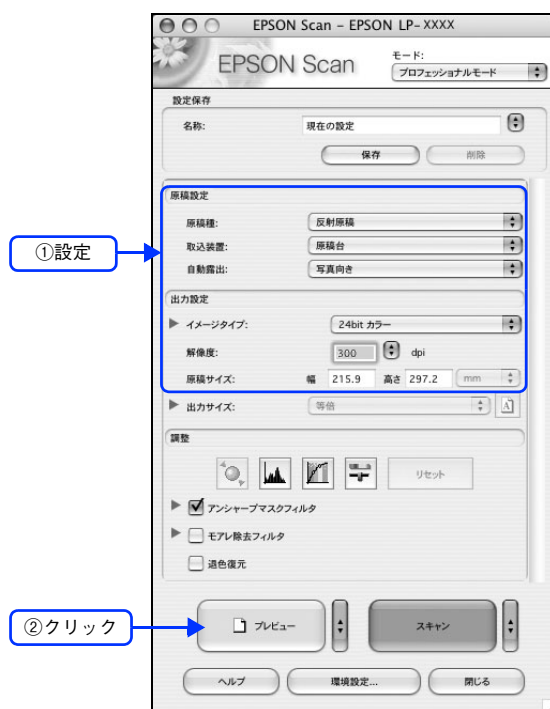 EPSON Scan - EPSON LP-XXXX
EPSON Scan
モード:
プロフェッショナルモード
設定保存
名称: 現在の設定
保存 削除
原稿設定
原稿種: 反射原稿
取込装置: 原稿台
自動露出: 写真向き
①設定
出力設定
イメージタイプ: 24bit カラー
解像度: 300 dpi
原稿サイズ: 幅 215.9 高さ 297.2 mm
出力サイズ: 等倍 A
調整
リセット
アンシャープマスクフィルタ
モアレ除去フィルタ
退色復元
②クリック
プレビュー スキャン
ヘルプ 環境設定... 閉じる